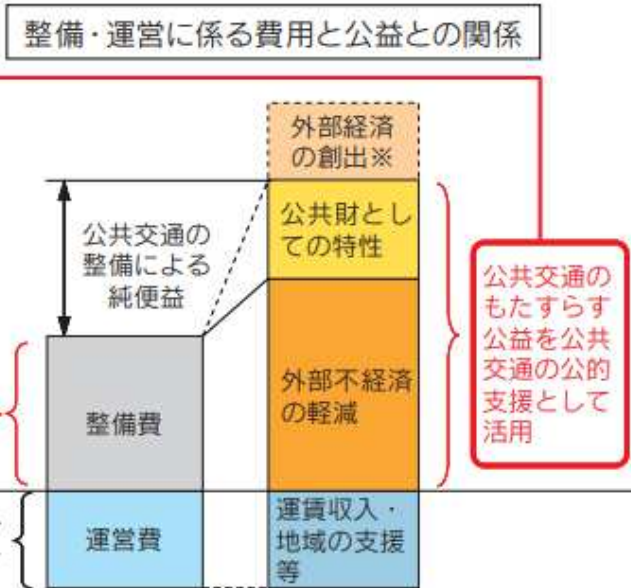 整備・運営に係る費用と公益との関係
外部経済
の創出※
公共交通の
整備による
純便益
公共財とし
ての特性
公共交通の
もたすらす
公益を公共
交通の公的
支援として
活用
整備費
外部不経済
の軽減
運営費
運賃収入・
地域の支援
等